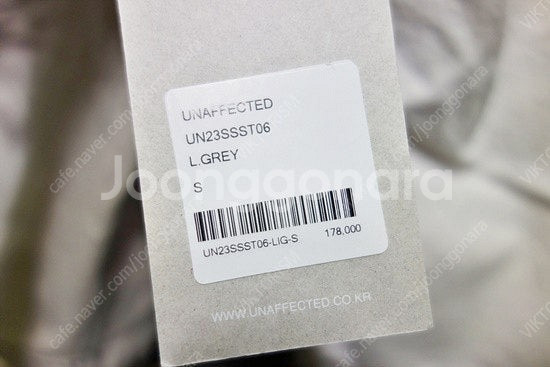 UNAFFECTED
UN23SSST06
L.GREY
S
Joonggonara
UN23SSST06-LIG-S 178.000
WWW.UNAFFECTED.CO.KR
cafe.naver.com/joonggonara